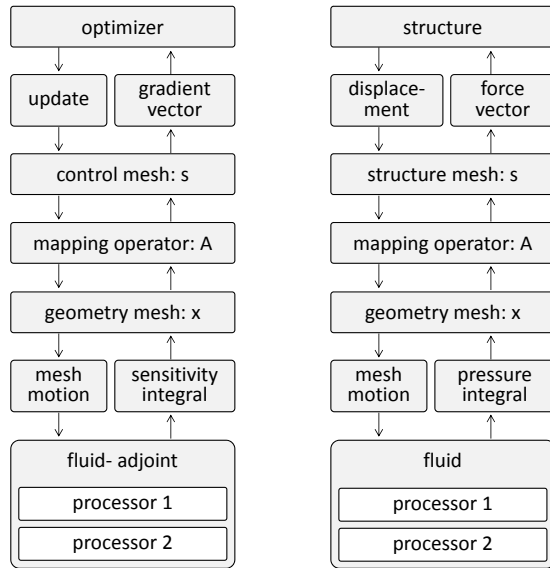 optimizer
update
gradient
vector
control mesh: s
mapping operator: A
geometry mesh: x
mesh
motion
sensitivity
integral
fluid- adjoint
processor 1
processor 2
structure
displace-
ment
force
vector
structure mesh: s
mapping operator: A
geometry mesh: x
mesh
motion
pressure
integral
fluid
processor 1
processor 2